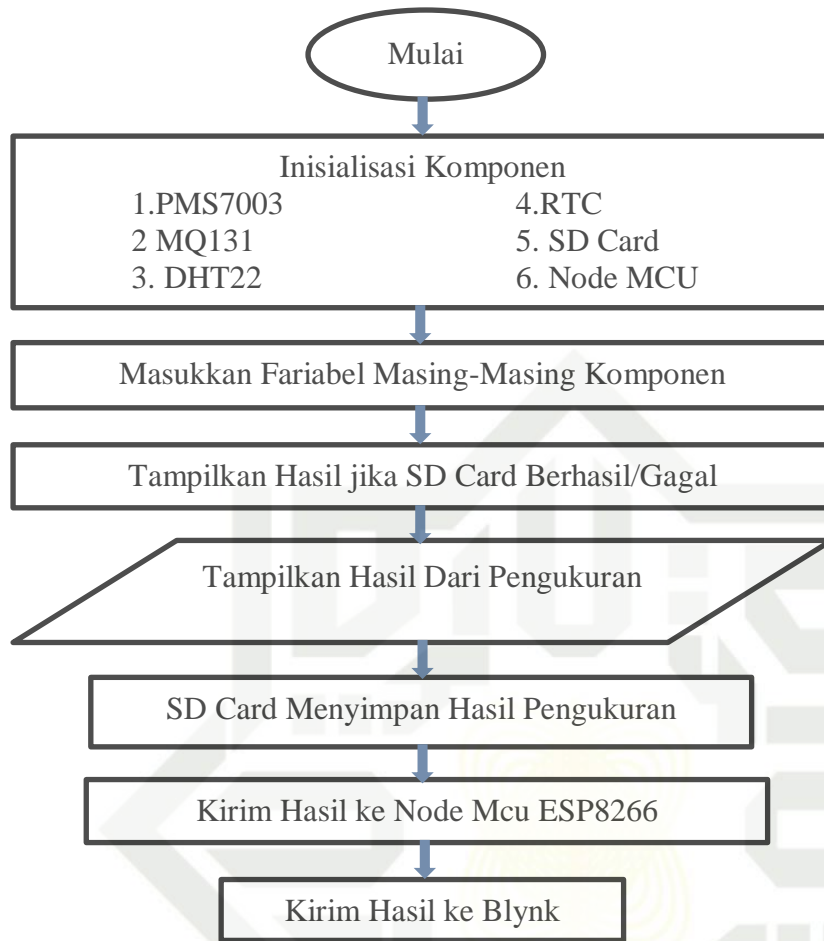 Mulai
Inisialisasi Komponen
1.PMS7003
2 MQ131
3. DHT22
4.RTC
5. SD Card
6. Node MCU
Masukkan Fariabel Masing-Masing Komponen
Tampilkan Hasil jika SD Card Berhasil/Gagal
Tampilkan Hasil Dari Pengukuran
SD Card Menyimpan Hasil Pengukuran
Kirim Hasil ke Node Mcu ESP8266
Kirim Hasil ke Blynk